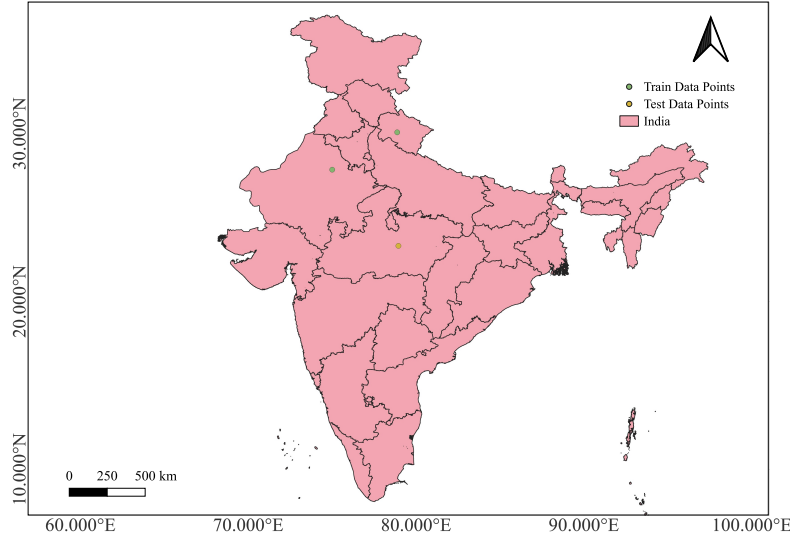 Train Data Points
Test Data Points
India
30.000°N
20.000°N
10.000°N
0 250 500 km
60.000°E 70.000°E 80.000°E 90.000°E 100.000°E